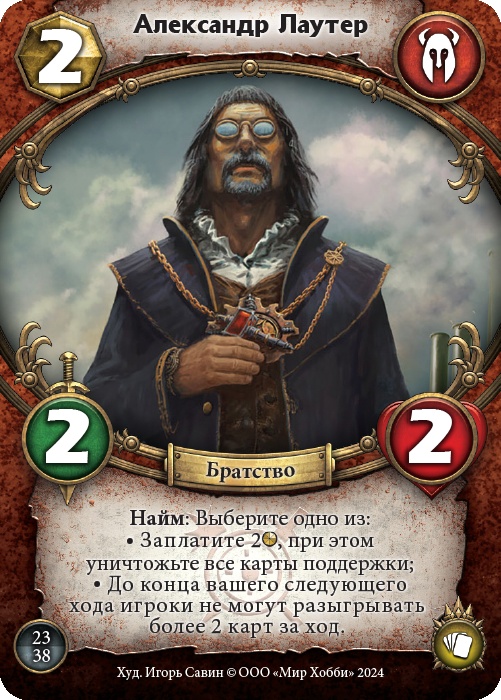 Александр Лаутер
2
2
2
Братство
Найм: Выберите одно из:
• Заплатите 2, при этом
уничтожьте все карты поддержки;
• До конца вашего следующего
хода игроки не могут разыгрывать
более 2 карт за ход.
23
38
Худ. Игорь Савин © ООО «Мир Хобби» 2024